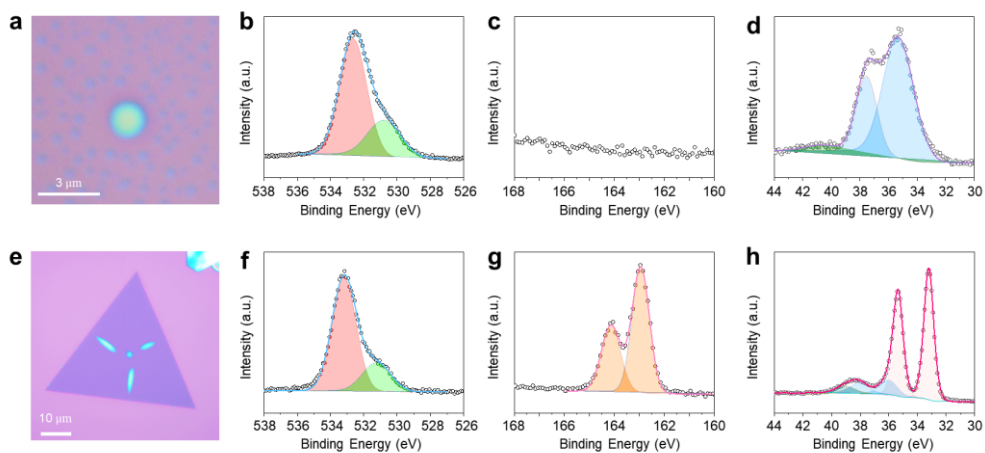 a
3 μm
b
Intensity (a.u.)
538 536 534 532 530 528 526
Binding Energy (eV)
c
Intensity (a.u.)
168 166 164 162 160
Binding Energy (eV)
d
Intensity (a.u.)
44 42 40 38 36 34 32 30
Binding Energy (eV)
e
10 μm
f
Intensity (a.u.)
538 536 534 532 530 528 526
Binding Energy (eV)
g
Intensity (a.u.)
168 166 164 162 160
Binding Energy (eV)
h
Intensity (a.u.)
44 42 40 38 36 34 32 30
Binding Energy (eV)